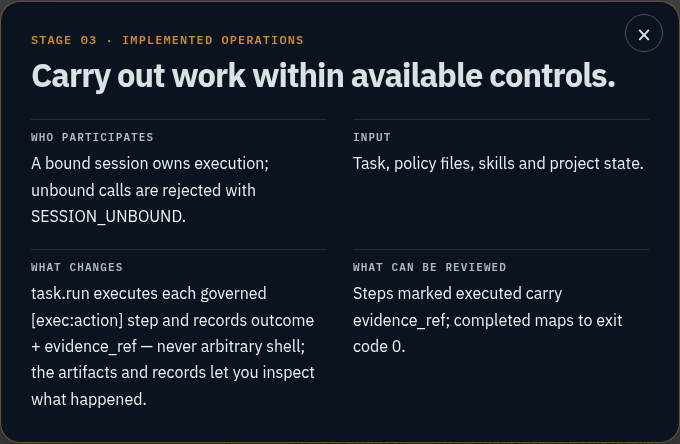 STAGE 03 · IMPLEMENTED OPERATIONS
Carry out work within available controls.
WHO PARTICIPATES
A bound session owns execution;
unbound calls are rejected with
SESSION_UNBOUND.
INPUT
Task, policy files, skills and project state.
WHAT CHANGES
task.run executes each governed
[exec:action] step and records outcome
+ evidence_ref — never arbitrary shell;
the artifacts and records let you inspect
what happened.
WHAT CAN BE REVIEWED
Steps marked executed carry
evidence_ref; completed maps to exit
code 0.